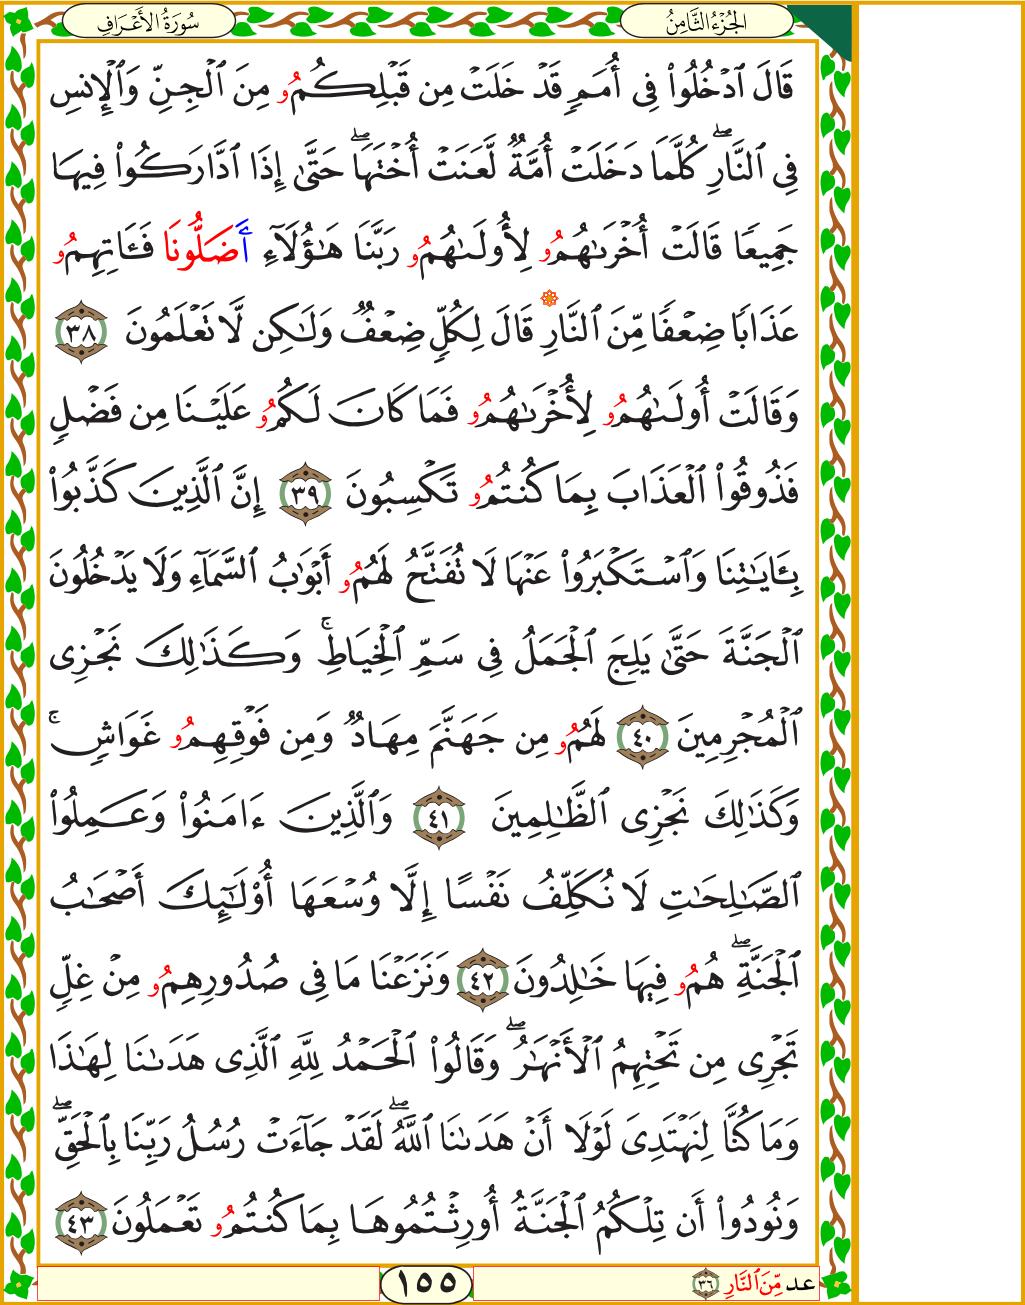 الجُزْءُ الثَّامِنُ
سُورَةُ الأَعْرَافِ
قَالَ ٱدْخُلُوا۟ فِىٓ أُمَمٍ قَدْ خَلَتْ مِن قَبْلِكُمُو مِنَ ٱلْجِنِّ وَٱلْإِنسِ
فِى ٱلنَّارِۖ كُلَّمَا دَخَلَتْ أُمَّةٌ لَّعَنَتْ أُخْتَهَاۖ حَتَّىٰ إِذَا ٱدَّارَكُوا۟ فِيهَا
جَمِيعًا قَالَتْ أُخْرَىٰهُمُو لِأُولَىٰهُمُو رَبَّنَا هَٰٓؤُلَآءِ أَضَلُّونَا فَـَٔاتِهِمُو
عَذَابًا ضِعْفًا مِّنَ ٱلنَّارِ قَالَ لِكُلٍّ ضِعْفٌ وَلَٰكِن لَّا تَعْلَمُونَ ٣٨
وَقَالَتْ أُولَىٰهُمُو لِأُخْرَىٰهُمُو فَمَا كَانَ لَكُمُو عَلَيْنَا مِن فَضْلٍ
فَذُوقُوا۟ ٱلْعَذَابَ بِمَا كُنتُمُو تَكْسِبُونَ ٣٩ إِنَّ ٱلَّذِينَ كَذَّبُوا۟
بِـَٔايَٰتِنَا وَٱسْتَكْبَرُوا۟ عَنْهَا لَا تُفَتَّحُ لَهُمُو أَبْوَٰبُ ٱلسَّمَآءِ وَلَا يَدْخُلُونَ
ٱلْجَنَّةَ حَتَّىٰ يَلِجَ ٱلْجَمَلُ فِى سَمِّ ٱلْخِيَاطِۚ وَكَذَٰلِكَ نَجْزِى
ٱلْمُجْرِمِينَ ٤٠ لَهُمُو مِن جَهَنَّمَ مِهَادٌ وَمِن فَوْقِهِمُو غَوَاشٍۚ
وَكَذَٰلِكَ نَجْزِى ٱلظَّٰلِمِينَ ٤١ وَٱلَّذِينَ ءَامَنُوا۟ وَعَمِلُوا۟
ٱلصَّٰلِحَٰتِ لَا نُكَلِّفُ نَفْسًا إِلَّا وُسْعَهَا أُو۟لَٰٓئِكَ أَصْحَٰبُ
ٱلْجَنَّةِۖ هُمُو فِيهَا خَٰلِدُونَ ٤٢ وَنَزَعْنَا مَا فِى صُدُورِهِمُو مِنْ غِلٍّ
تَجْرِى مِن تَحْتِهِمُ ٱلْأَنْهَٰرُۖ وَقَالُوا۟ ٱلْحَمْدُ لِلَّهِ ٱلَّذِى هَدَىٰنَا لِهَٰذَا
وَمَا كُنَّا لِنَهْتَدِىَ لَوْلَا أَنْ هَدَىٰنَا ٱللَّهُۖ لَقَدْ جَآءَتْ رُسُلُ رَبِّنَا بِٱلْحَقِّۖ
وَنُودُوا۟ أَن تِلْكُمُ ٱلْجَنَّةُ أُورِثْتُمُوهَا بِمَا كُنتُمُو تَعْمَلُونَ ٤٣
عد مِّنَ ٱلنَّارِ ٣٦
١٥٥